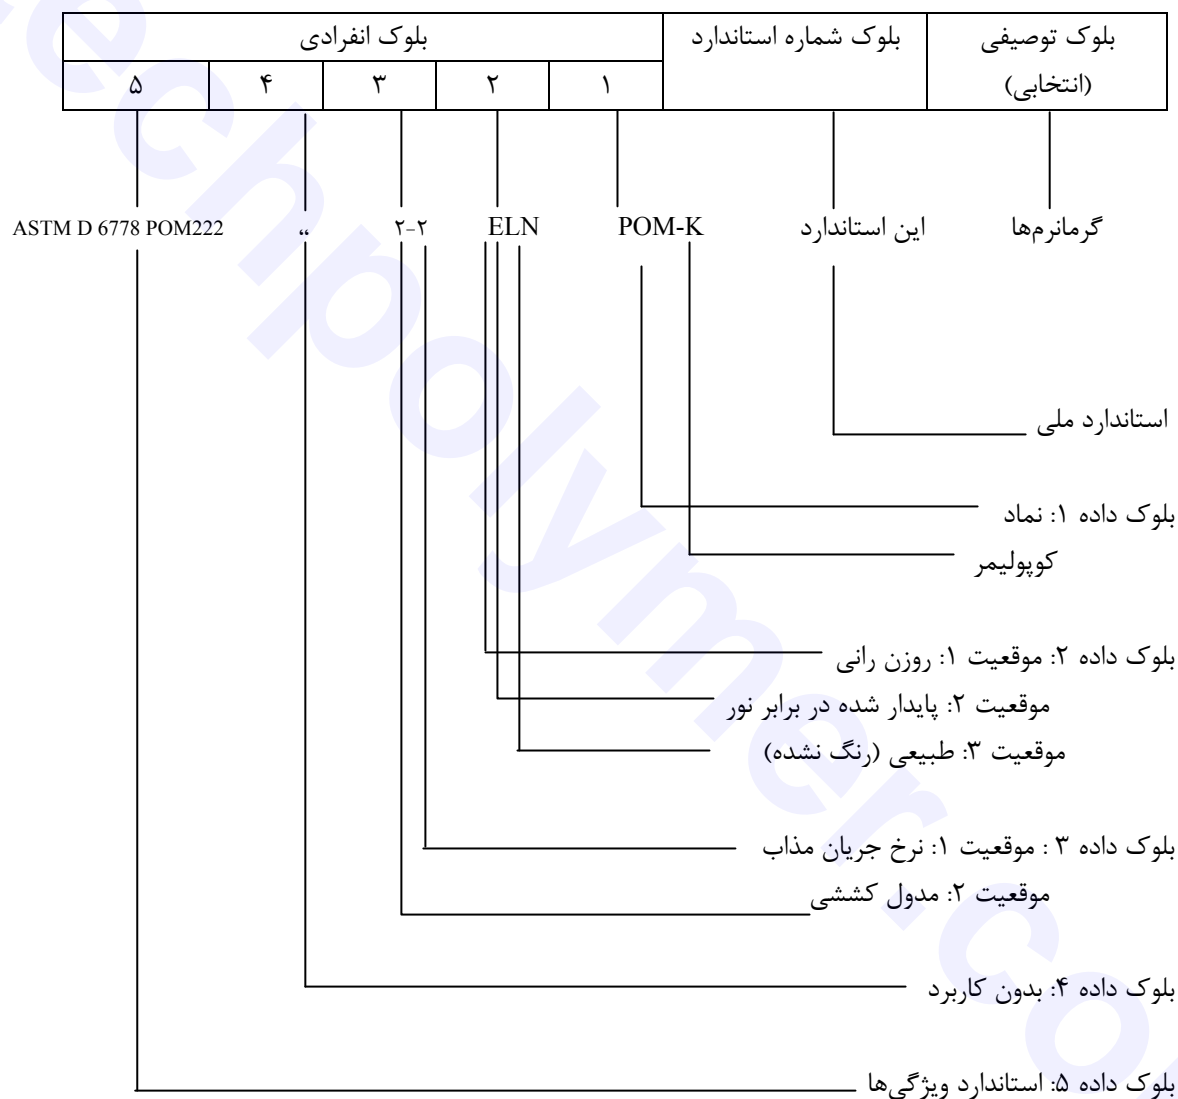 بلوک توصیفی
(انتخابی)
بلوک شماره استاندارد
بلوک انفرادی
۱ ۲ ۳ ۴ ۵
گرمانرم‌ها این استاندارد POM-K ELN ۲-۲ “ ASTM D 6778 POM222
استاندارد ملی
بلوک داده ۱: نماد
کوپولیمر
بلوک داده ۲: موقعیت ۱: روزن رانی
موقعیت ۲: پایدار شده در برابر نور
موقعیت ۳: طبیعی (رنگ نشده)
بلوک داده ۳ : موقعیت ۱: نرخ جریان مذاب
موقعیت ۲: مدول کششی
بلوک داده ۴: بدون کاربرد
بلوک داده ۵: استاندارد ویژگی‌ها
techpolymer.co